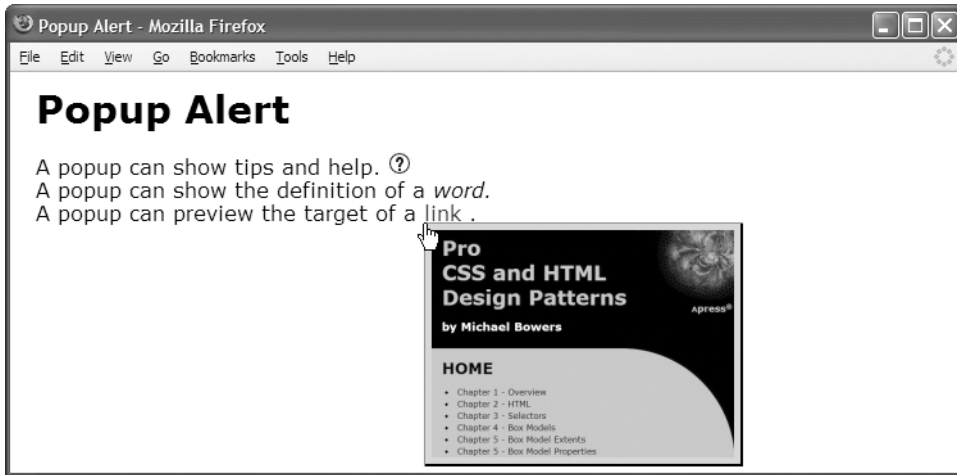 Popup Alert - Mozilla Firefox
File Edit View Go Bookmarks Tools Help
Popup Alert
A popup can show tips and help. ?
A popup can show the definition of a word.
A popup can preview the target of a link .
Pro
CSS and HTML
Design Patterns
Apress®
by Michael Bowers
HOME
• Chapter 1 - Overview
• Chapter 2 - HTML
• Chapter 3 - Selectors
• Chapter 4 - Box Models
• Chapter 5 - Box Model Extents
• Chapter 5 - Box Model Properties